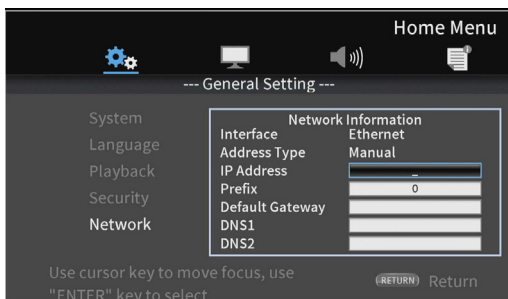 Home Menu
--- General Setting ---
System
Language
Playback
Security
Network
Network Information
Interface Ethernet
Address Type Manual
IP Address _
Prefix 0
Default Gateway
DNS1
DNS2
Use cursor key to move focus, use
"ENTER" key to select
RETURN Return